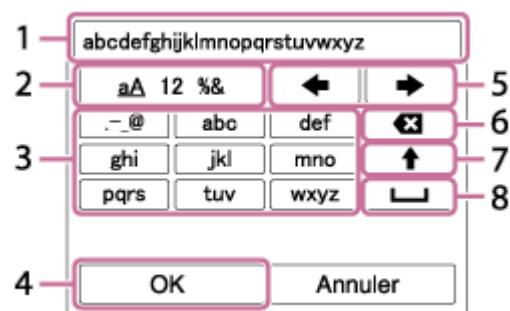 1 abcdefghijklmnopqrstuvwxyz
2 aA 12 %& 5
.-_@ abc def 6
3 ghi jkl mno 7
pqrs tuv wxyz 8
4 OK Annuler